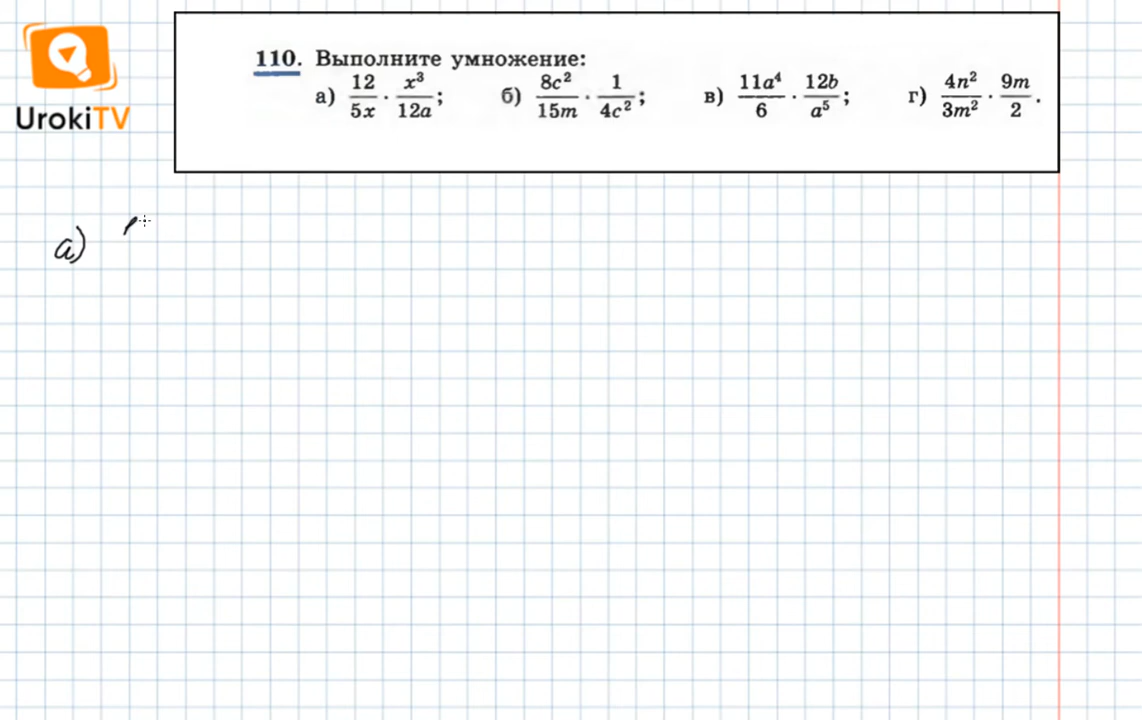 UrokiTV
110. Выполните умножение:
а) 12/5x · x³/12a; б) 8c²/15m · 1/4c²; в) 11a⁴/6 · 12b/a⁵; г) 4n²/3m² · 9m/2.
а)